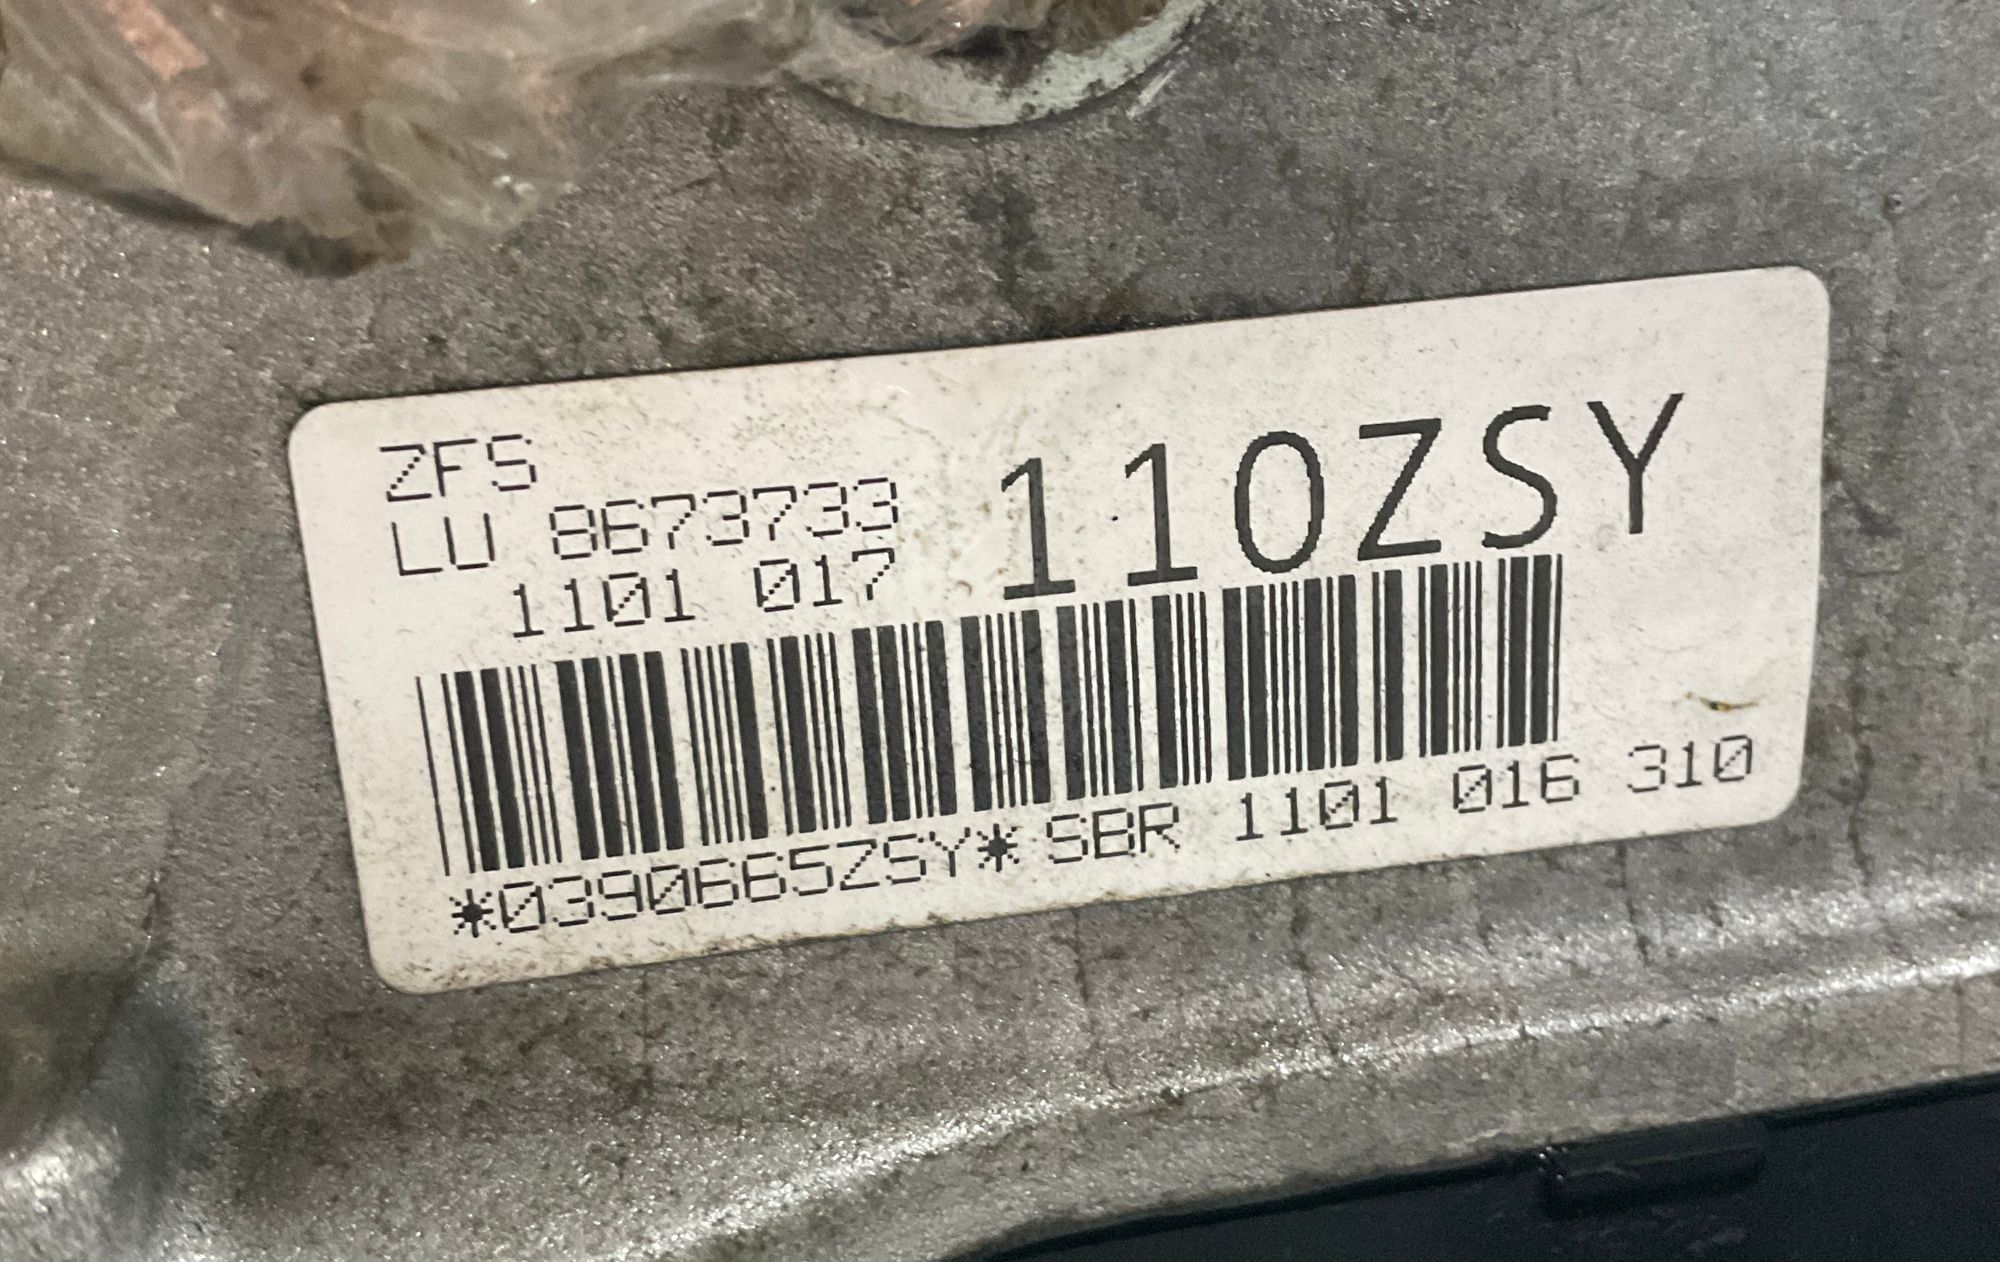 ZFS
LU 8673733
1101 017
110ZSY
*0390665ZSY* SBR 1101 016 310